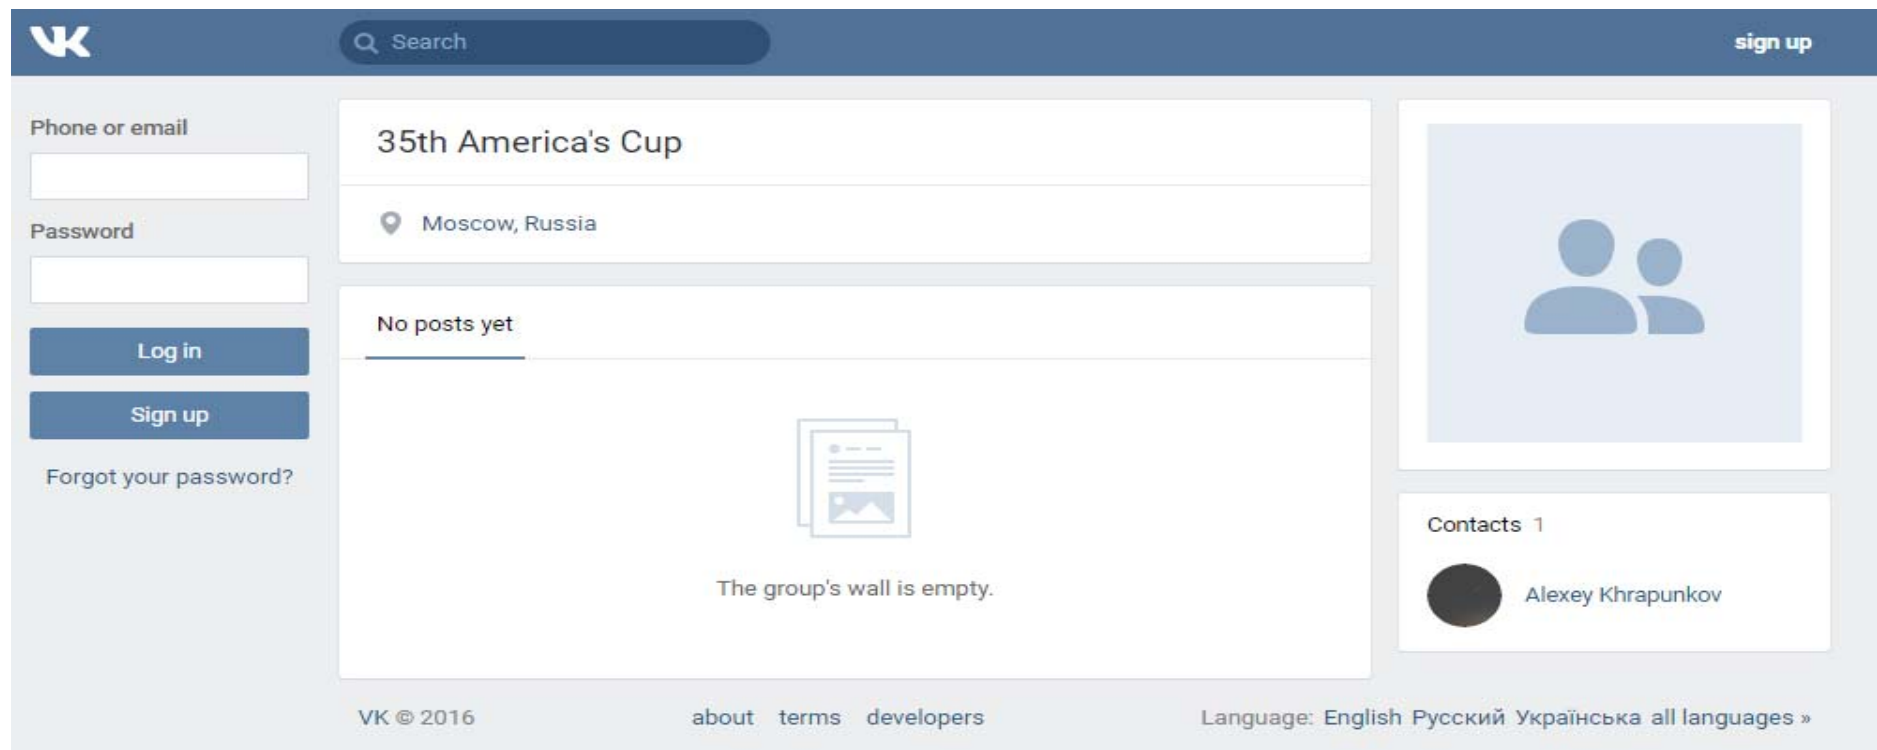 VK
Search
sign up
Phone or email
Password
Log in
Sign up
Forgot your password?
35th America's Cup
Moscow, Russia
No posts yet
The group's wall is empty.
Contacts 1
Alexey Khrapunkov
VK © 2016 about terms developers Language: English Русский Українська all languages »